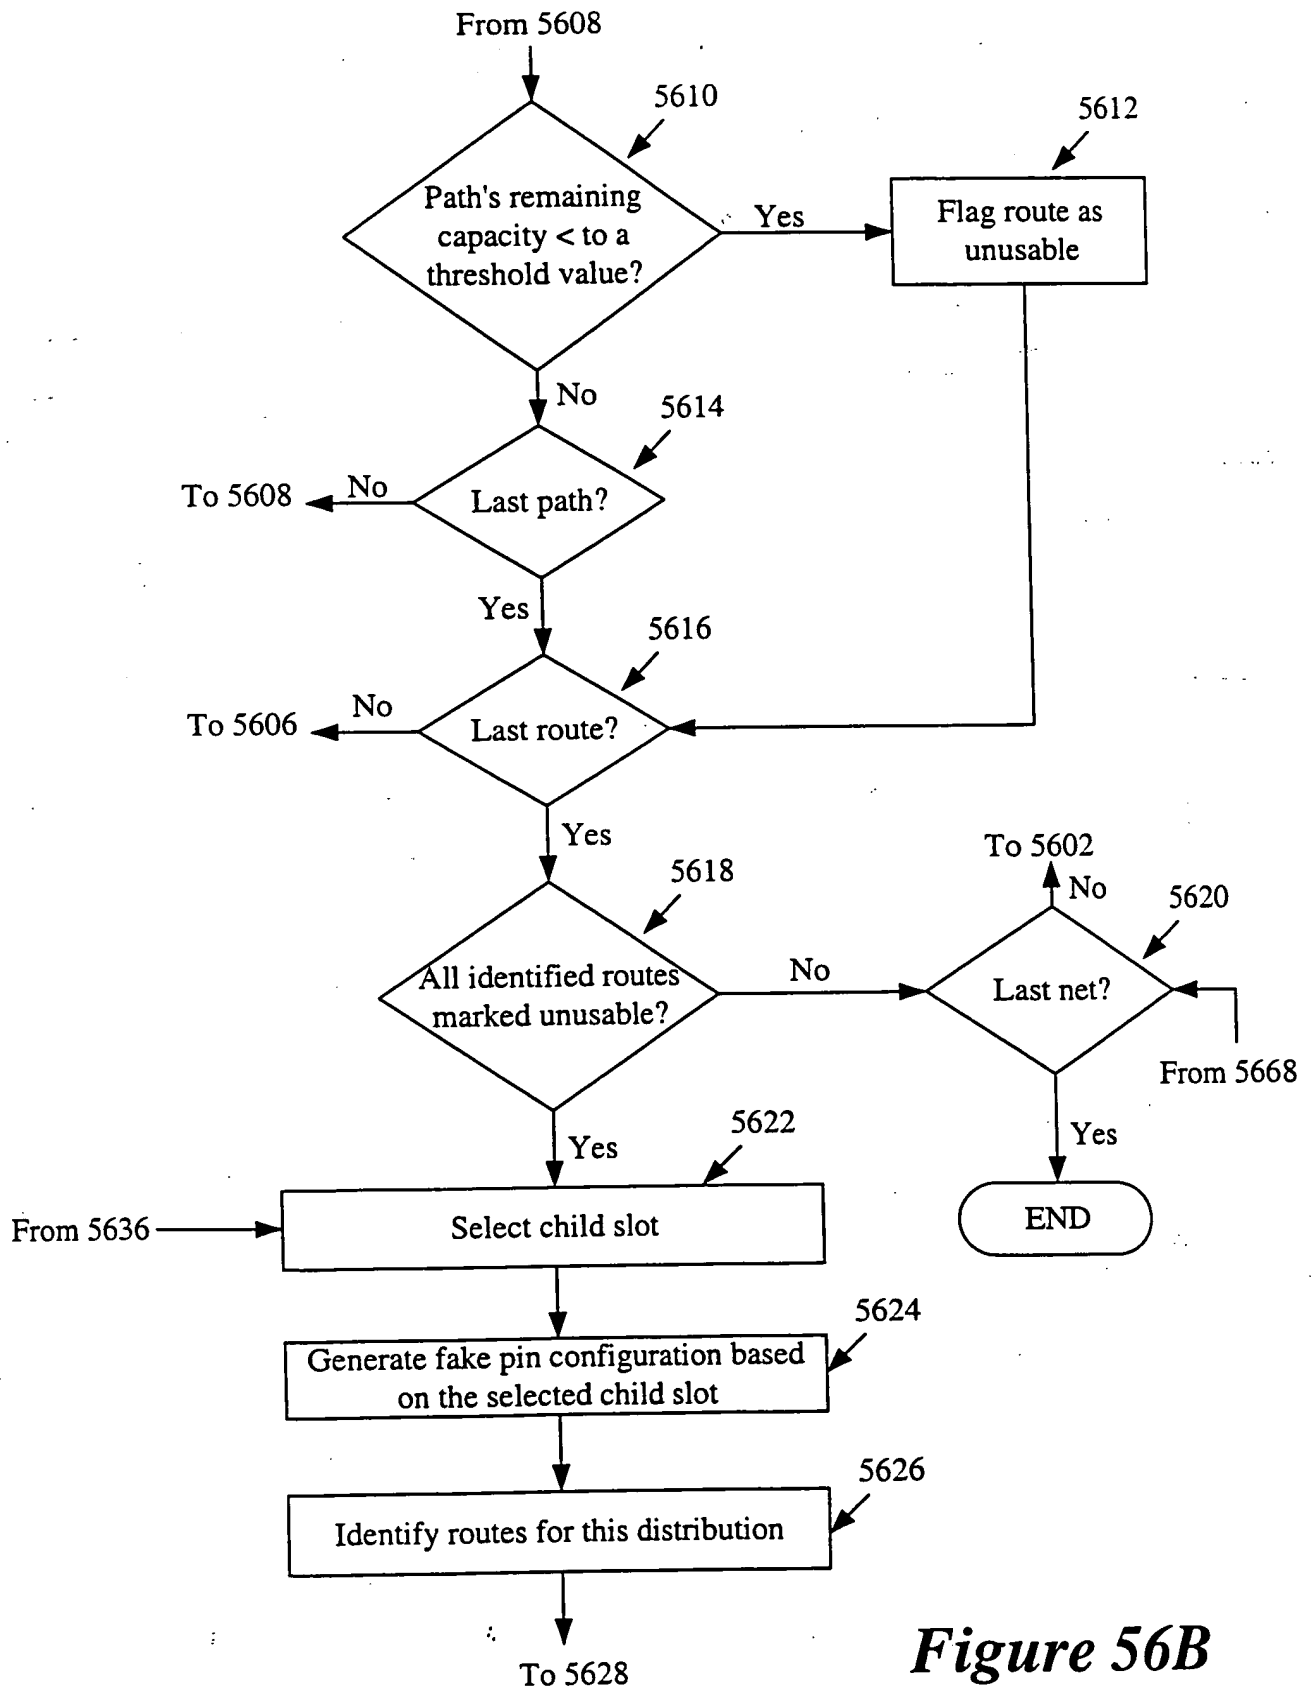 From 5608
5610
5612
Path's remaining
capacity < to a
threshold value?
Yes
Flag route as
unusable
No
5614
To 5608
No
Last path?
Yes
5616
To 5606
No
Last route?
Yes
5618
To 5602
No
5620
All identified routes
marked unusable?
No
Last net?
From 5668
Yes
5622
Yes
From 5636
Select child slot
END
5624
Generate fake pin configuration based
on the selected child slot
5626
Identify routes for this distribution
To 5628
Figure 56B